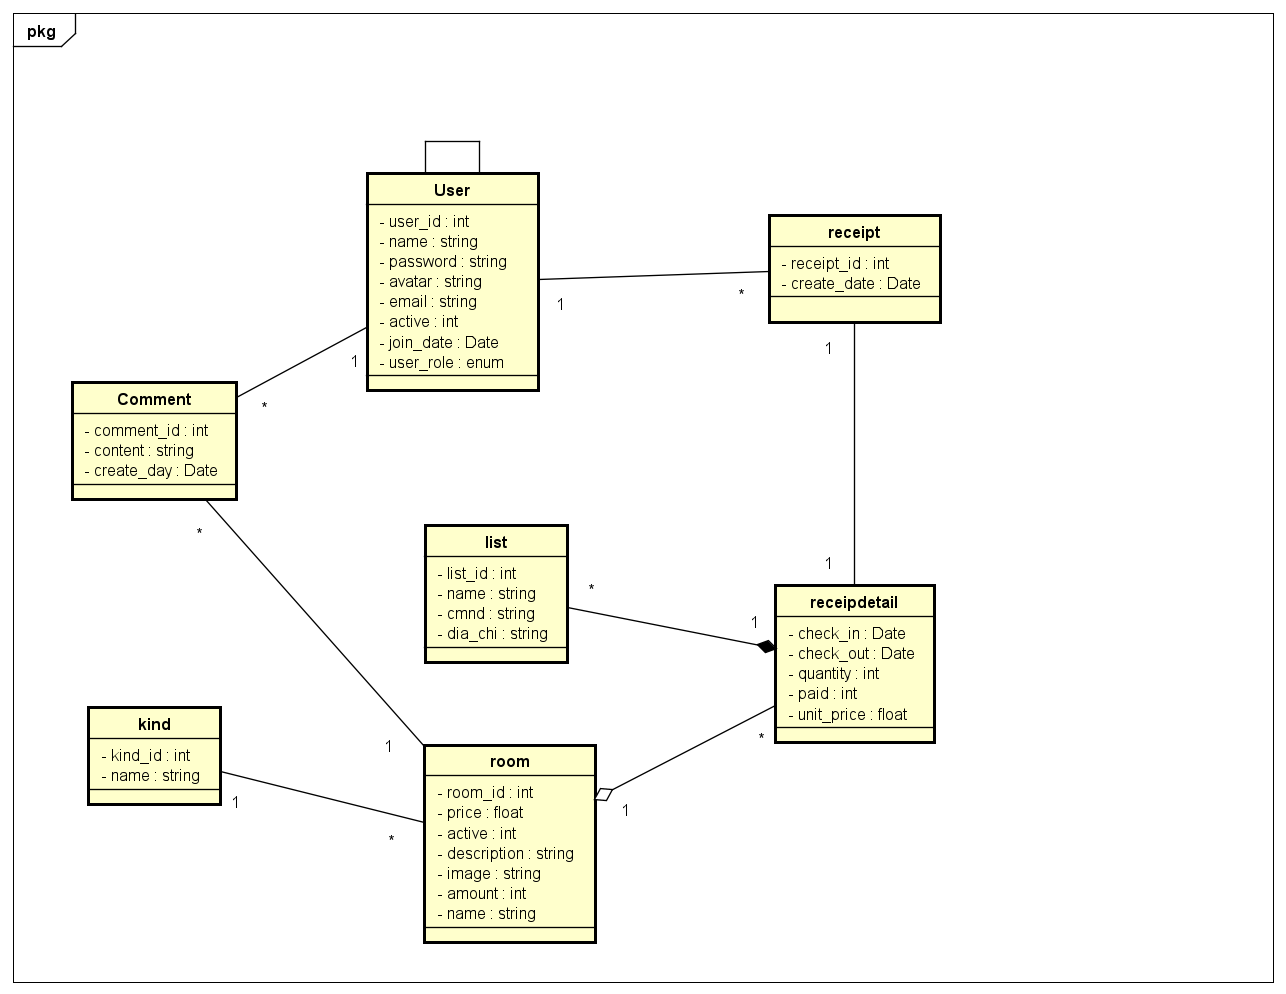 pkg
User
- user_id : int
- name : string
- password : string
- avatar : string
- email : string
- active : int
- join_date : Date
- user_role : enum
receipt
- receipt_id : int
- create_date : Date
1
*
1
*
1
Comment
- comment_id : int
- content : string
- create_day : Date
*
list
- list_id : int
- name : string
- cmnd : string
- dia_chi : string
*
1
1
receipdetail
- check_in : Date
- check_out : Date
- quantity : int
- paid : int
- unit_price : float
*
kind
- kind_id : int
- name : string
1
*
1
room
- room_id : int
- price : float
- active : int
- description : string
- image : string
- amount : int
- name : string
1